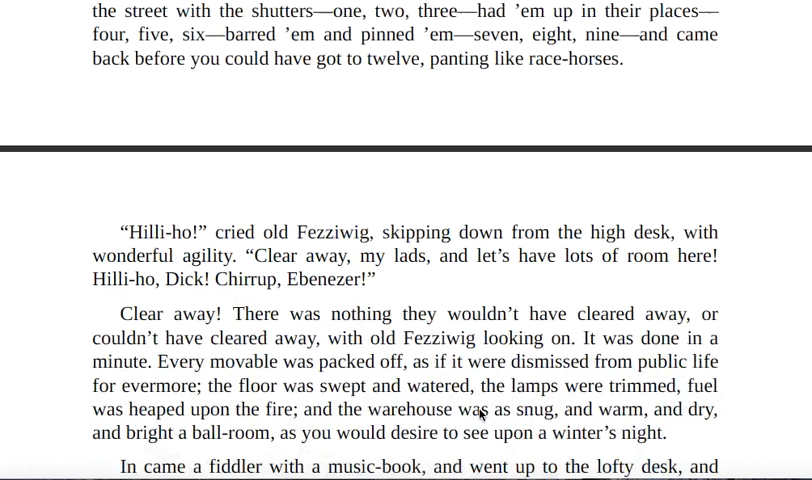 the street with the shutters—one, two, three—had ’em up in their places—
four, five, six—barred ’em and pinned ’em—seven, eight, nine—and came
back before you could have got to twelve, panting like race-horses.
“Hilli-ho!” cried old Fezziwig, skipping down from the high desk, with
wonderful agility. “Clear away, my lads, and let’s have lots of room here!
Hilli-ho, Dick! Chirrup, Ebenezer!”
Clear away! There was nothing they wouldn’t have cleared away, or
couldn’t have cleared away, with old Fezziwig looking on. It was done in a
minute. Every movable was packed off, as if it were dismissed from public life
for evermore; the floor was swept and watered, the lamps were trimmed, fuel
was heaped upon the fire; and the warehouse was as snug, and warm, and dry,
and bright a ball-room, as you would desire to see upon a winter’s night.
In came a fiddler with a music-book, and went up to the lofty desk, and